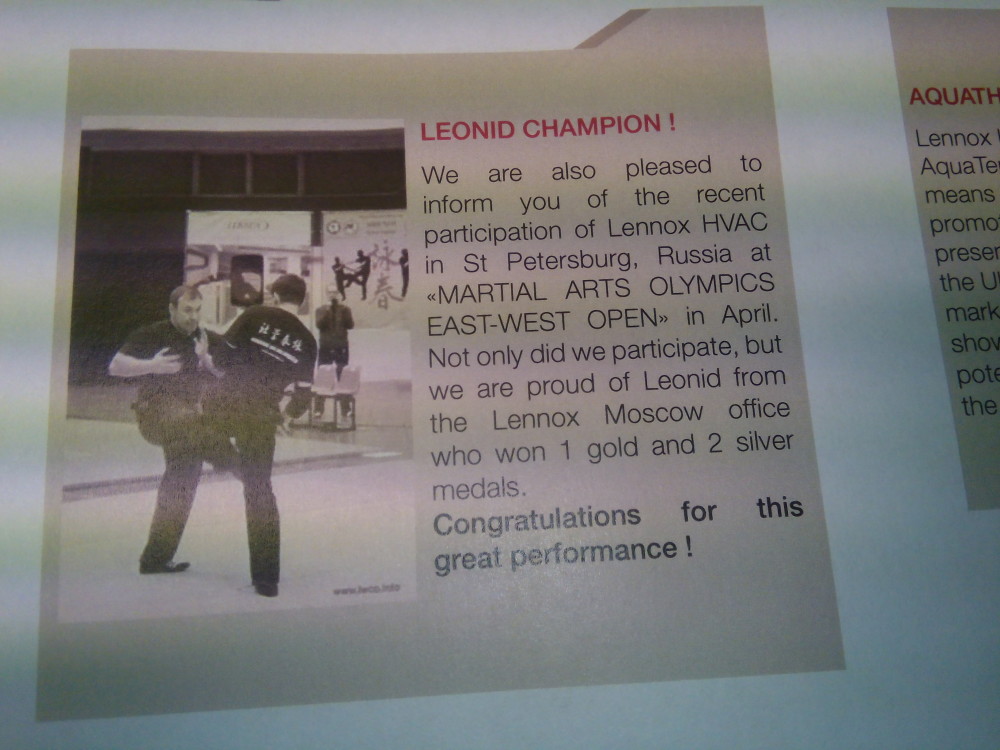 LEONID CHAMPION !
We are also pleased to
inform you of the recent
participation of Lennox HVAC
in St Petersburg, Russia at
«MARTIAL ARTS OLYMPICS
EAST-WEST OPEN» in April.
Not only did we participate, but
we are proud of Leonid from
the Lennox Moscow office
who won 1 gold and 2 silver
medals.
Congratulations for this
great performance !
詠春
AQUATH
Lennox
AquaTe
means
promo
preser
the U
mark
show
pote
the